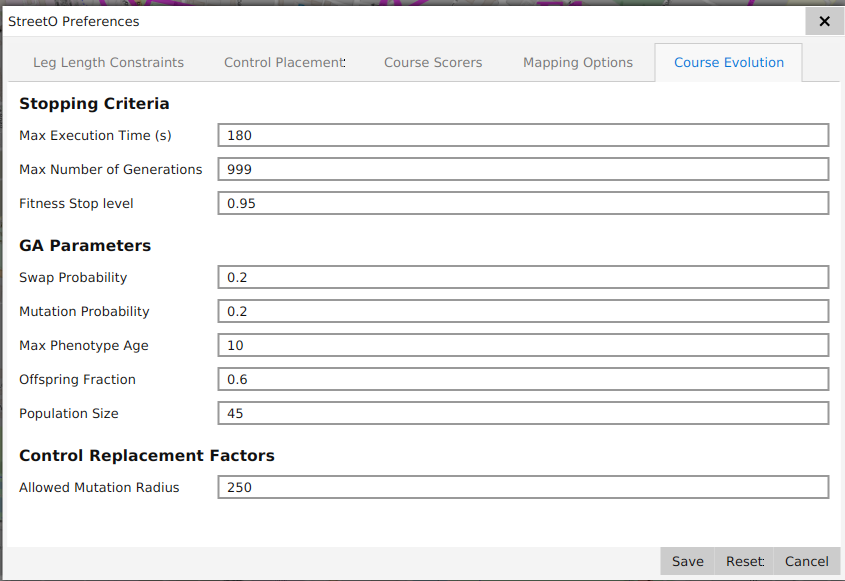 StreetO Preferences
Leg Length Constraints Control Placement Course Scorers Mapping Options Course Evolution
Stopping Criteria
Max Execution Time (s) 180
Max Number of Generations 999
Fitness Stop level 0.95
GA Parameters
Swap Probability 0.2
Mutation Probability 0.2
Max Phenotype Age 10
Offspring Fraction 0.6
Population Size 45
Control Replacement Factors
Allowed Mutation Radius 250
Save Reset Cancel